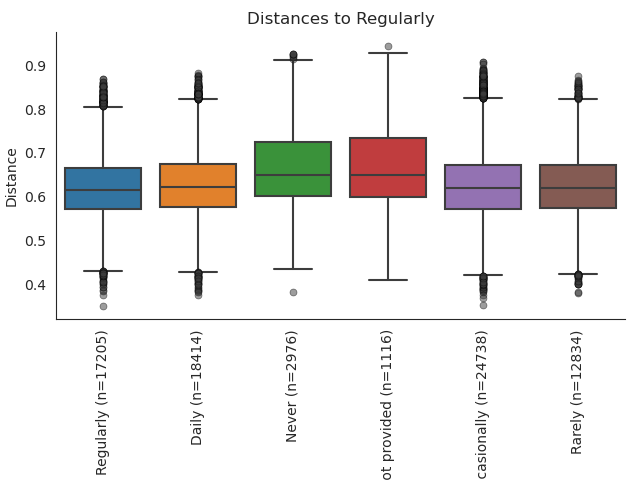 Distances to Regularly
Distance
0.9
0.8
0.7
0.6
0.5
0.4
Regularly (n=17205)
Daily (n=18414)
Never (n=2976)
ot provided (n=1116)
casionally (n=24738)
Rarely (n=12834)